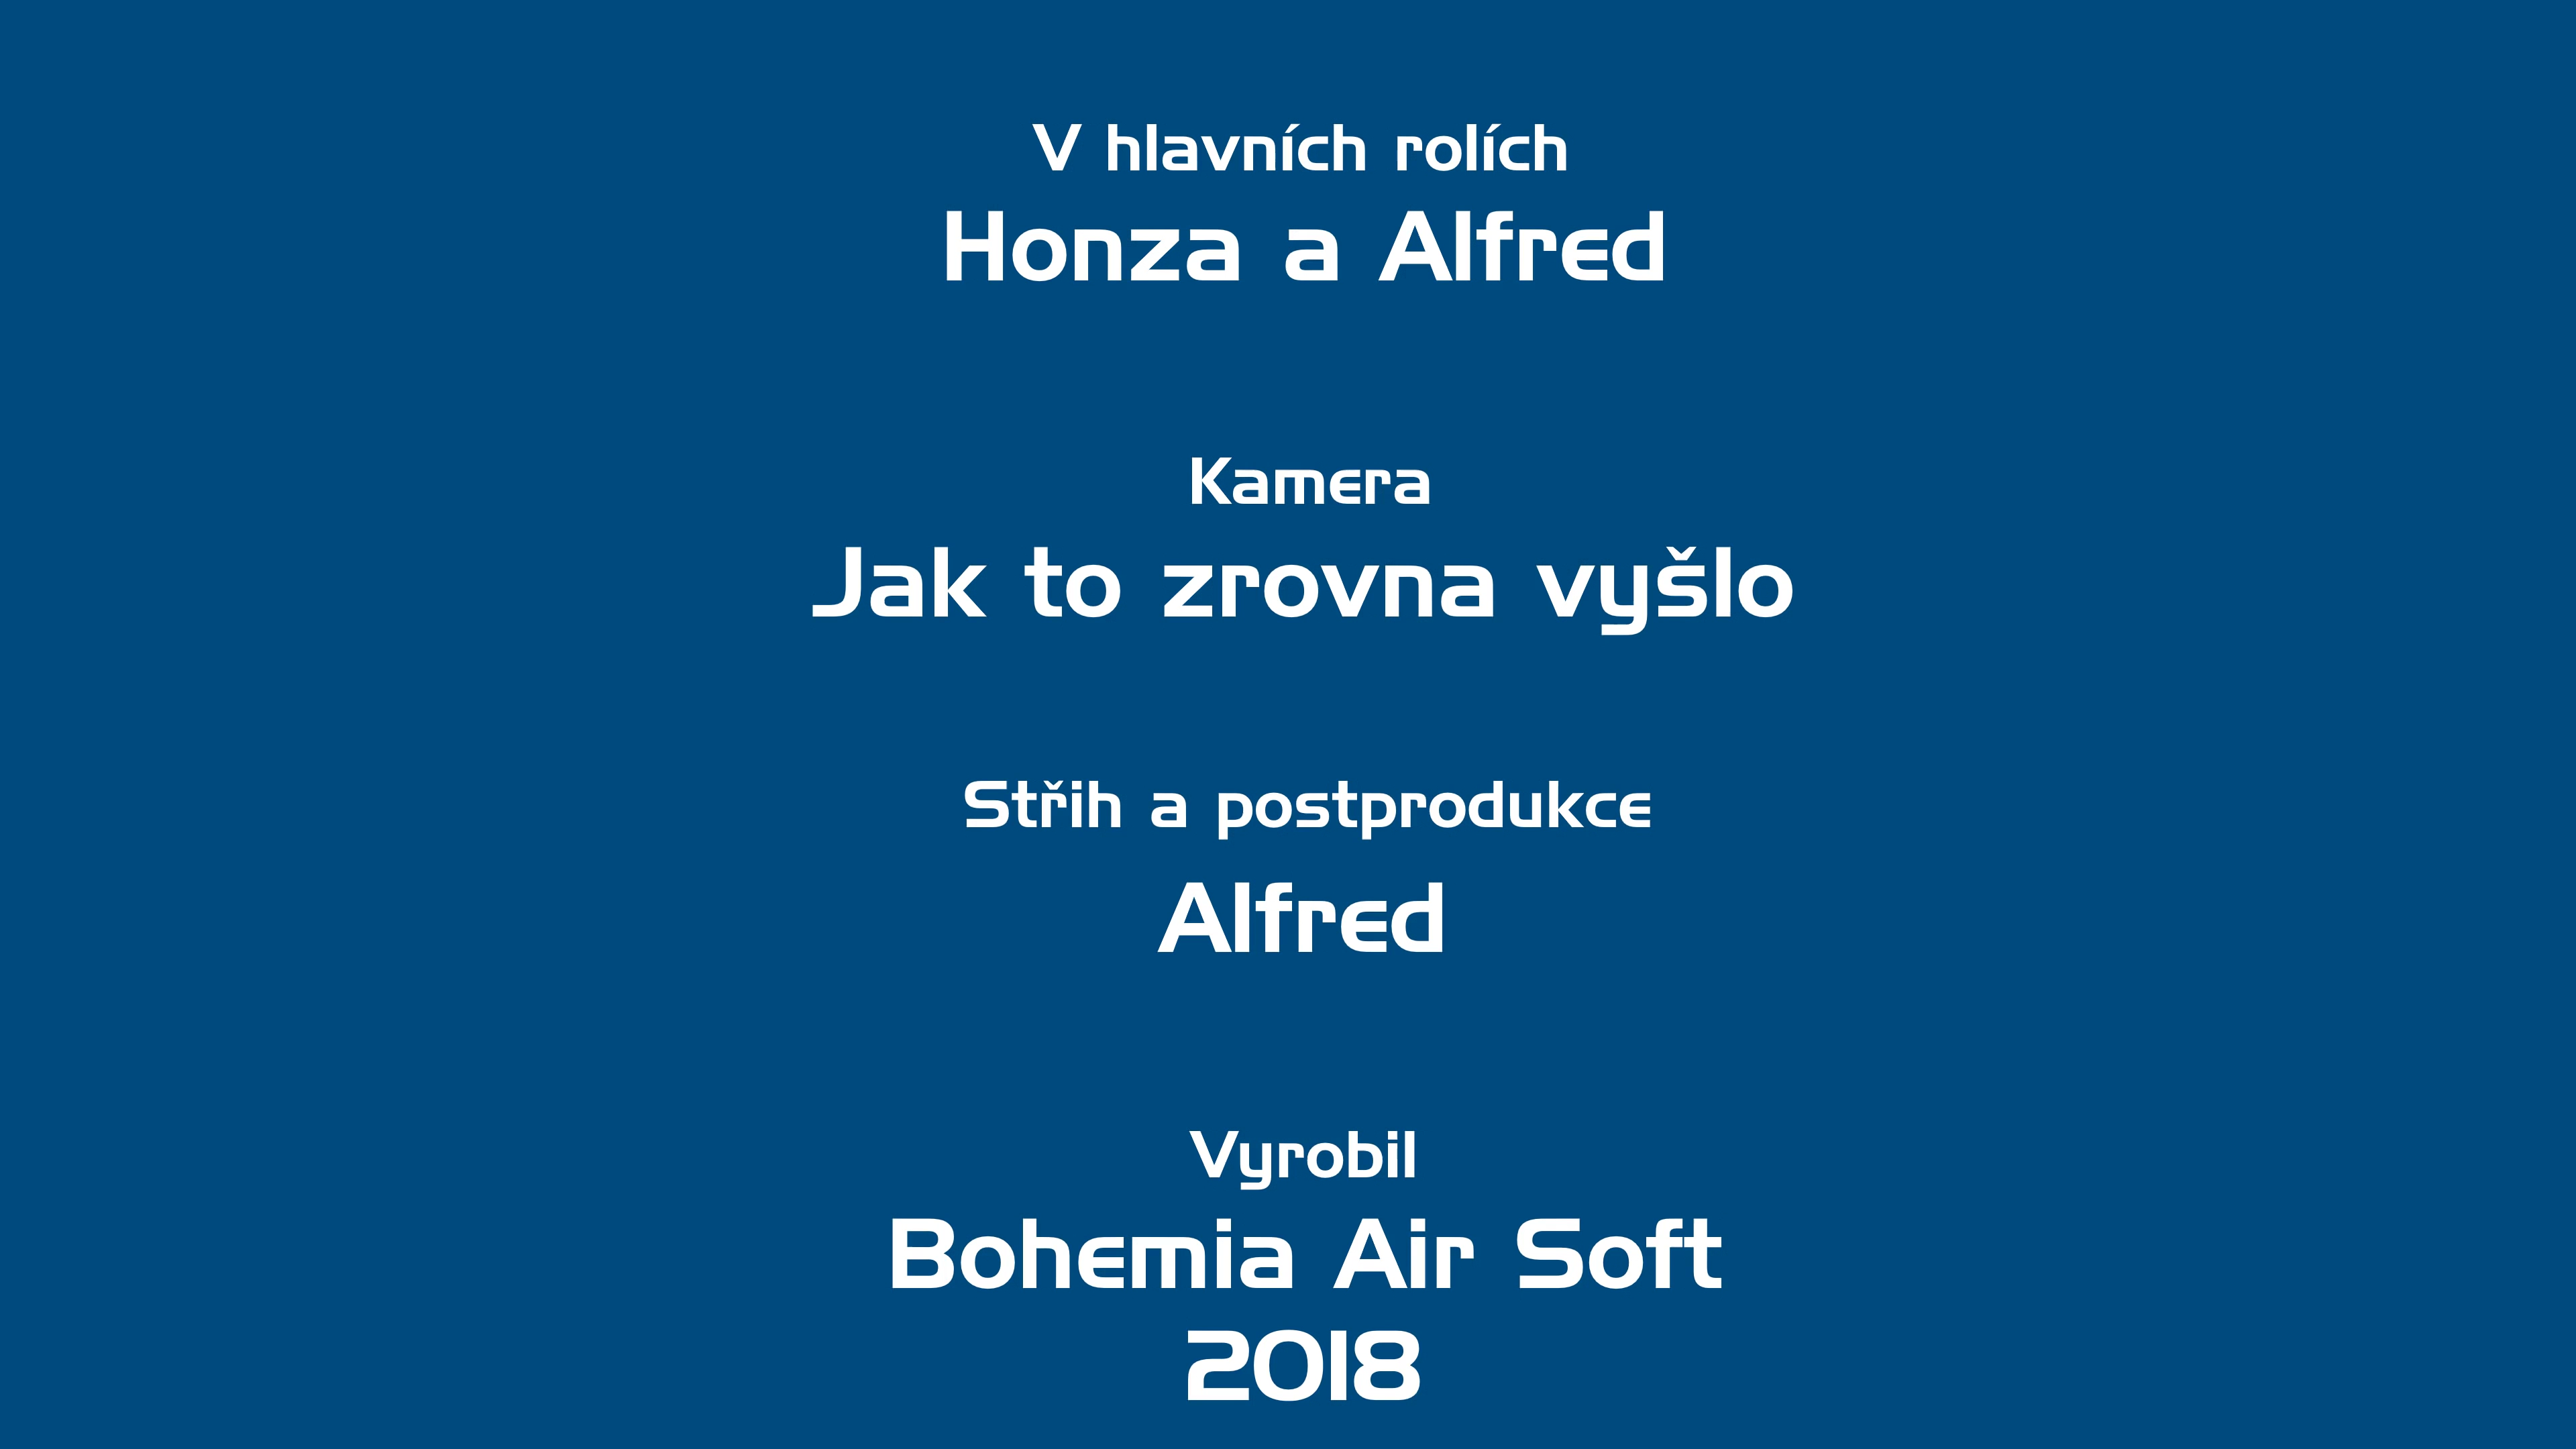 V hlavních rolích
Honza a Alfred
Kamera
Jak to zrovna vyšlo
Střih a postprodukce
Alfred
Vyrobil
Bohemia Air Soft
2018